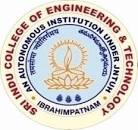 SRI INDU COLLEGE OF ENGINEERING & TECHNOLOGY
AN AUTONOMOUS INSTITUTION UNDER JNTUH
IBRAHIMPATNAM